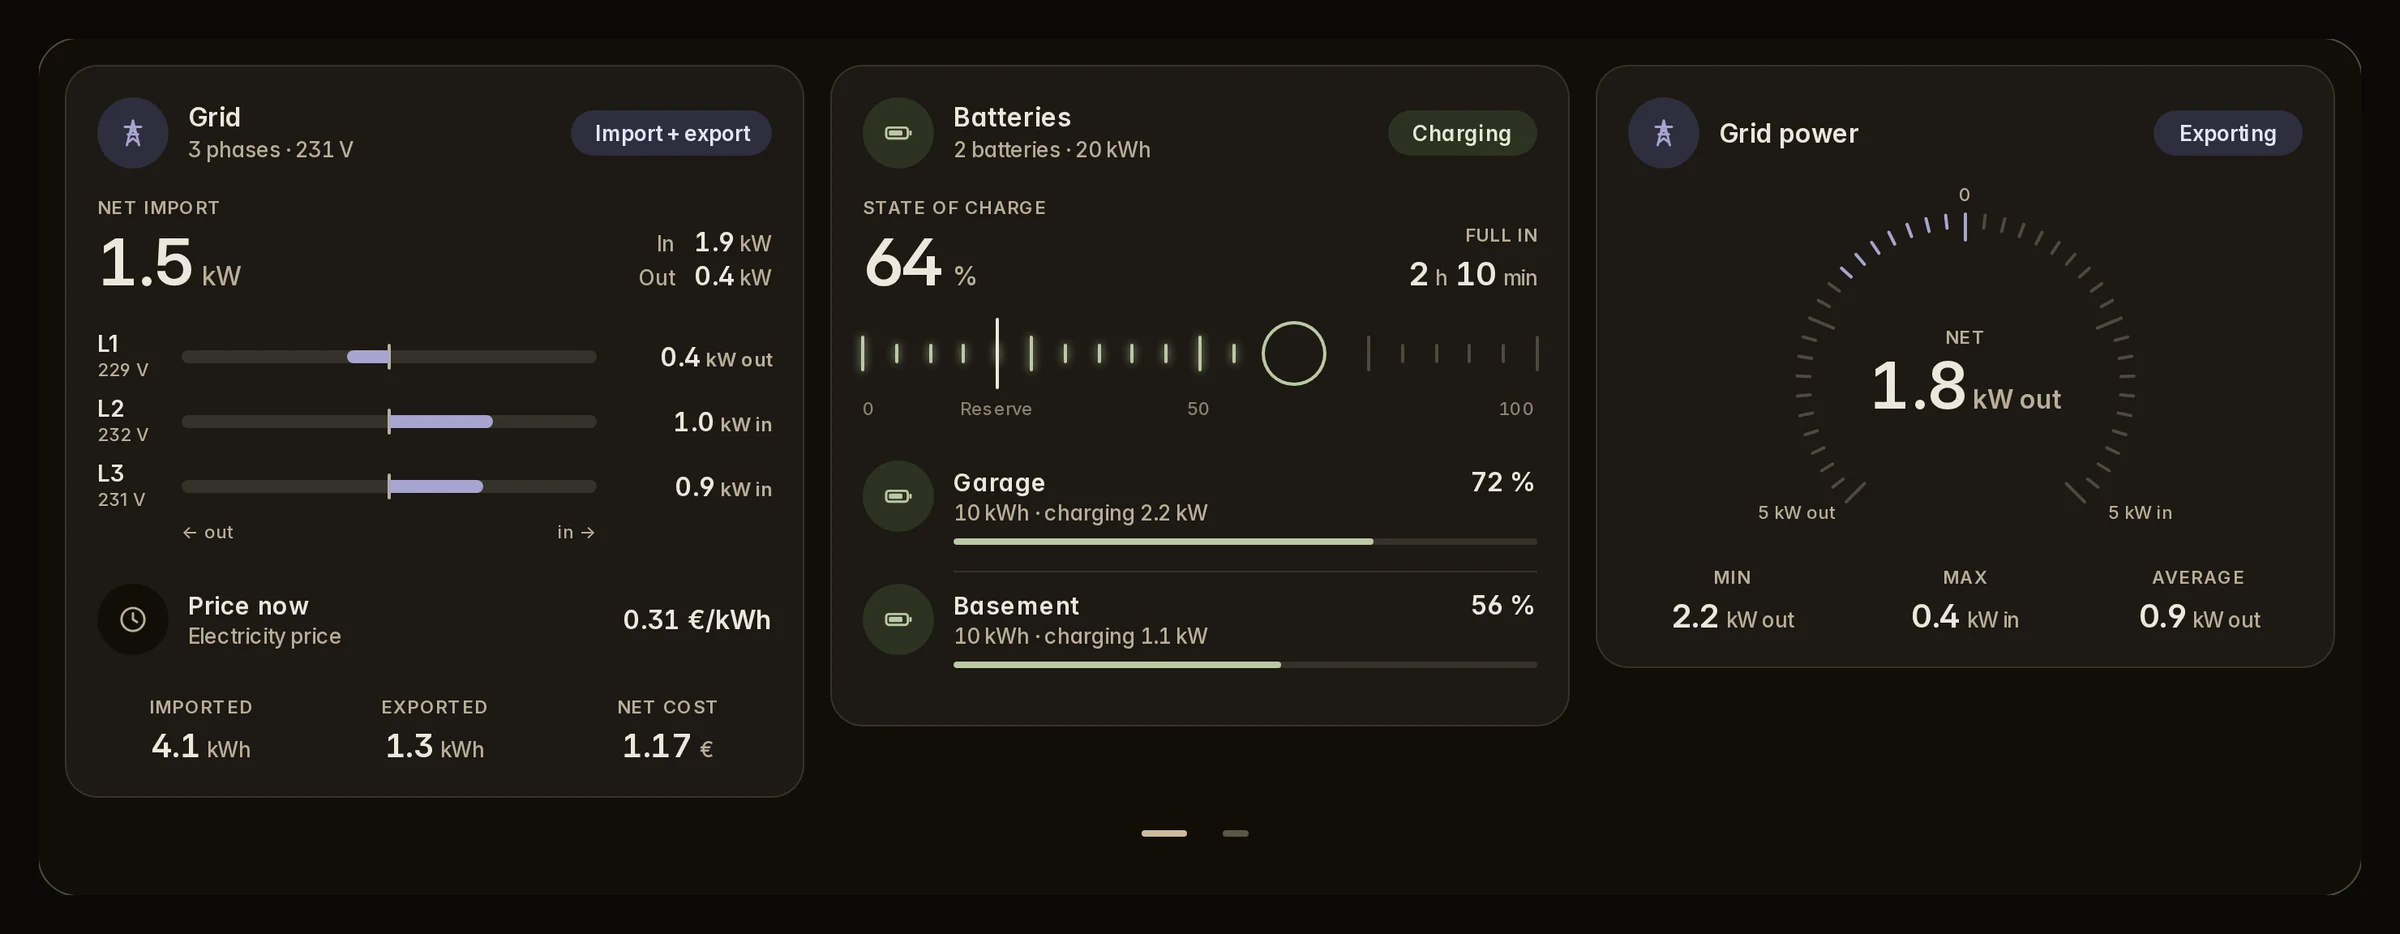 Grid
3 phases · 231 V
Import + export
NET IMPORT
1.5 kW
In 1.9 kW
Out 0.4 kW
L1
229 V
0.4 kW out
L2
232 V
1.0 kW in
L3
231 V
0.9 kW in
← out
in →
Price now
Electricity price
0.31 €/kWh
IMPORTED
4.1 kWh
EXPORTED
1.3 kWh
NET COST
1.17 €
Batteries
2 batteries · 20 kWh
Charging
STATE OF CHARGE
64 %
FULL IN
2 h 10 min
0
Reserve
50
100
Garage
10 kWh · charging 2.2 kW
72 %
Basement
10 kWh · charging 1.1 kW
56 %
Grid power
Exporting
0
NET
1.8 kW out
5 kW out
5 kW in
MIN
2.2 kW out
MAX
0.4 kW in
AVERAGE
0.9 kW out